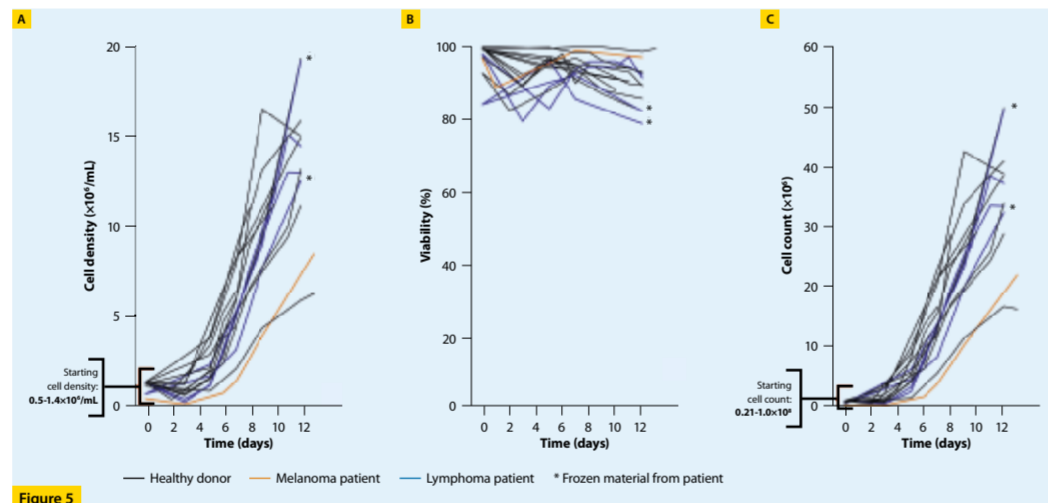 A
B
C
Cell density (×10⁶/mL)
20
15
10
5
0
Starting
cell density:
0.5-1.4×10⁶/mL
0 2 4 6 8 10 12
Time (days)
*
*
Viability (%)
100
80
60
40
20
0
0 2 4 6 8 10 12
Time (days)
*
*
Cell count (×10⁸)
60
50
40
30
20
10
0
Starting
cell count:
0.21-1.0×10⁸
0 2 4 6 8 10 12
Time (days)
*
*
Healthy donor
Melanoma patient
Lymphoma patient
* Frozen material from patient
Figure 5